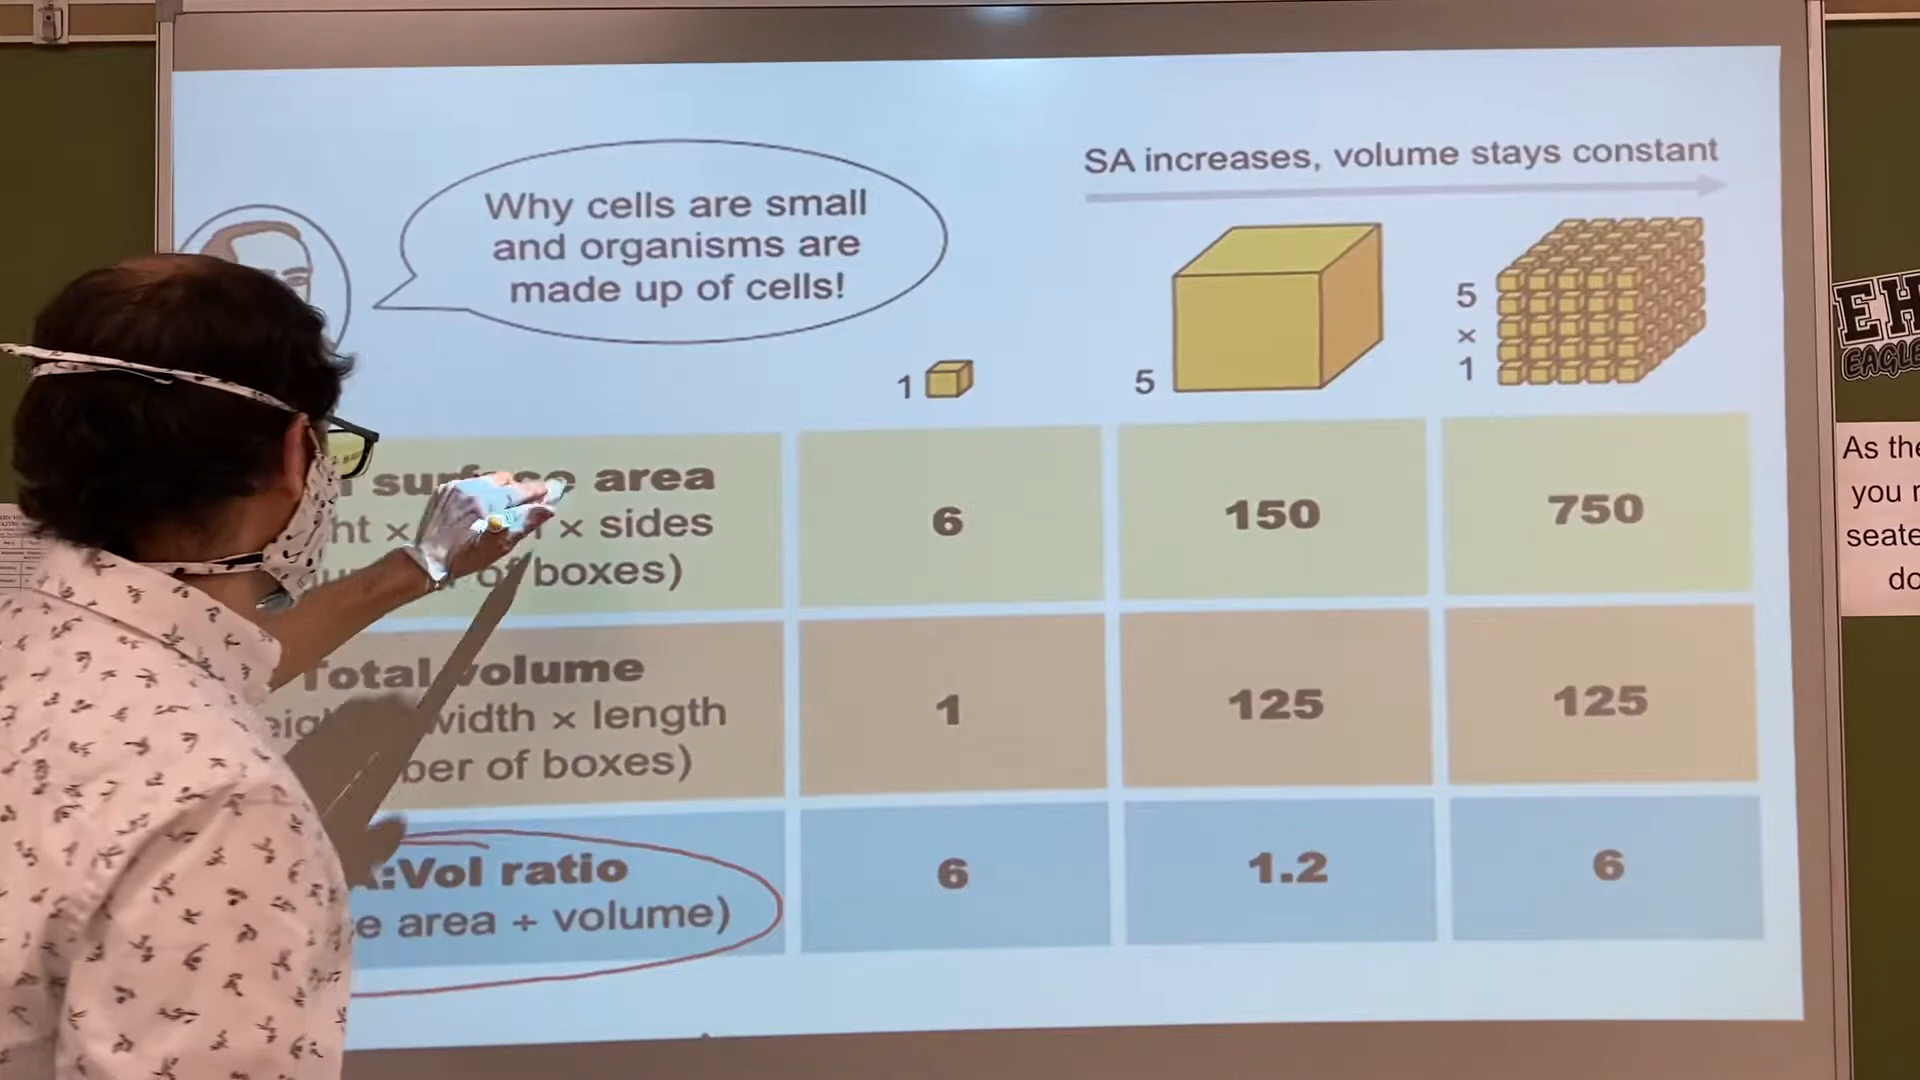 Why cells are small
and organisms are
made up of cells!
SA increases, volume stays constant
1
5
5
×
1
area
× sides
boxes)
6
150
750
Total volume
width × length
of boxes)
1
125
125
:Vol ratio
area ÷ volume)
6
1.2
6
EH
EAGLE
As the
you
seate
do